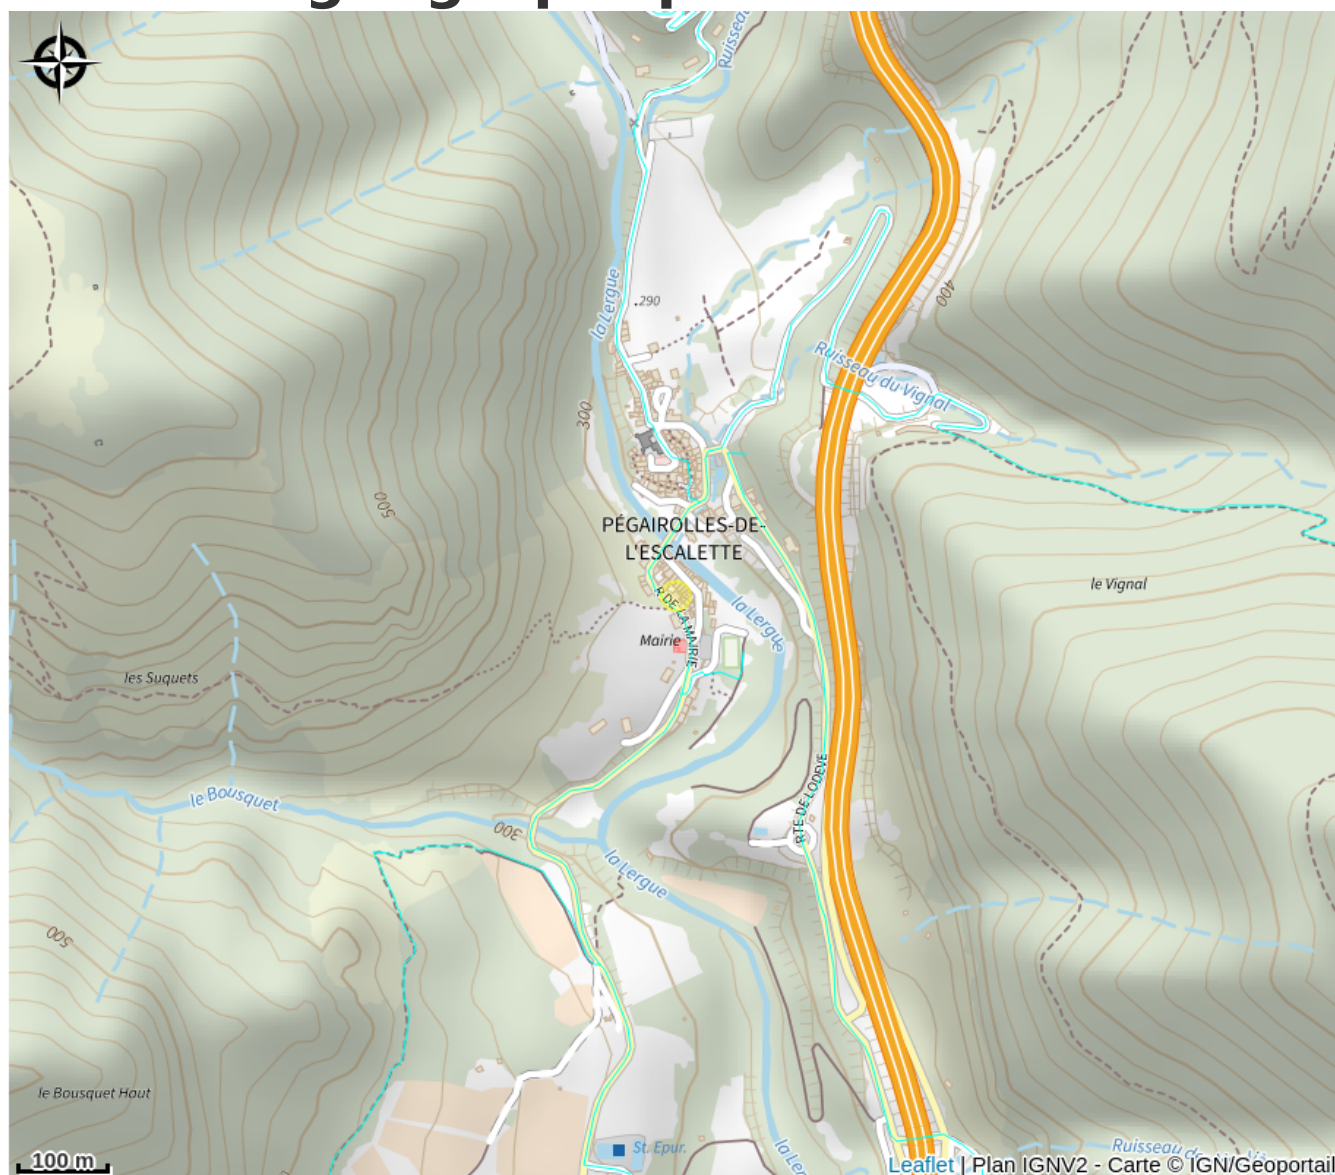 Ruisseau
la Lergue
290
400
Ruisseau du Vignal
300
500
PÉGAIROLLES-DE-
L'ESCALETTE
le Vignal
R DE LA MAIRIE
la Lergue
Mairie
les Suquets
RTE DE LODEVE
le Bousquet
300
la Lergue
500
le Bousquet Haut
St. Epur.
la Ler
Ruisseau de
100 m
Leaflet | Plan IGNV2 - Carte © IGN/Geoportail